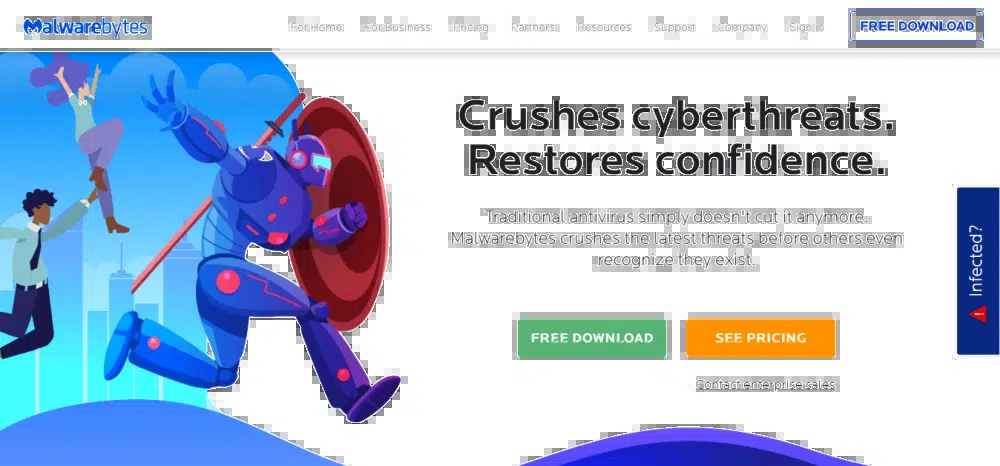 Malwarebytes
For Home For Business Pricing Partners Resources Support Company Sign In FREE DOWNLOAD
Crushes cyberthreats.
Restores confidence.
Traditional antivirus simply doesn't cut it anymore.
Malwarebytes crushes the latest threats before others even
recognize they exist.
FREE DOWNLOAD SEE PRICING
Contact enterprise sales
Infected?